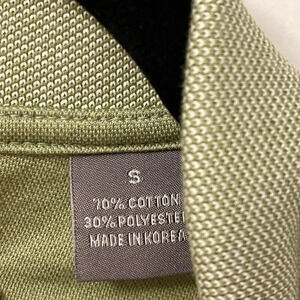 S
70% COTTON
30% POLYESTER
MADE IN KOREA